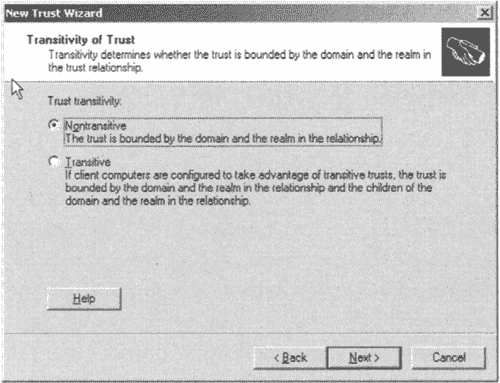 New Trust Wizard
Transitivity of Trust
Transitivity determines whether the trust is bounded by the domain and the realm in
the trust relationship.
Trust transitivity:
Nontransitive
The trust is bounded by the domain and the realm in the relationship.
Transitive
If client computers are configured to take advantage of transitive trusts, the trust is
bounded by the domain and the realm in the relationship and the children of the
domain and the realm in the relationship.
Help
< Back Next > Cancel